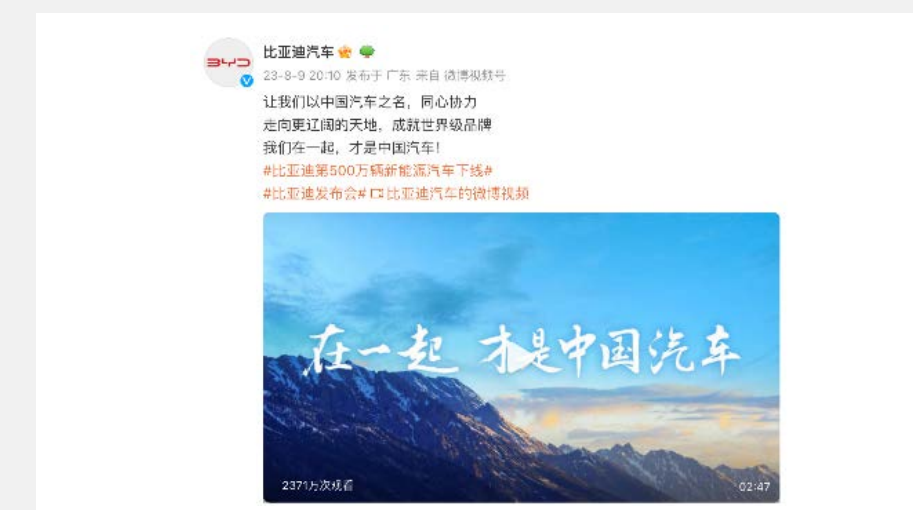 BYD
比亚迪汽车
23-8-9 20:10 发布于 广东 来自 微博视频号
让我们以中国汽车之名，同心协力
走向更辽阔的天地，成就世界级品牌
我们在一起，才是中国汽车！
#比亚迪第500万辆新能源汽车下线#
#比亚迪发布会# 比亚迪汽车的微博视频
在一起 才是中国汽车
2371万次观看
02:47